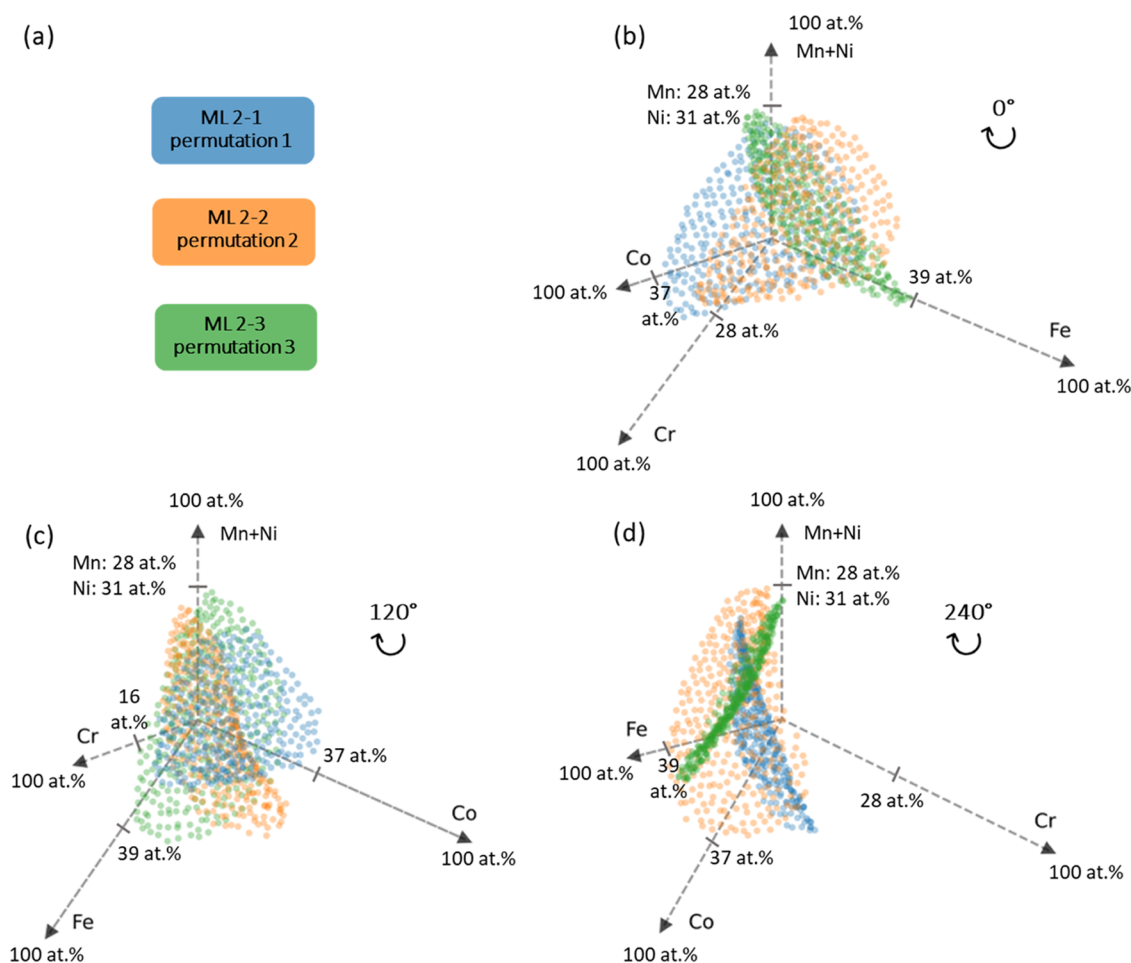 (a)
ML 2-1
permutation 1
ML 2-2
permutation 2
ML 2-3
permutation 3
(b)
100 at.%
Mn+Ni
Mn: 28 at.%
Ni: 31 at.%
0°
Co
100 at.%
37
at.%
28 at.%
39 at.%
Fe
100 at.%
Cr
100 at.%
(c)
100 at.%
Mn+Ni
Mn: 28 at.%
Ni: 31 at.%
120°
16
at.%
Cr
100 at.%
37 at.%
Co
100 at.%
39 at.%
Fe
100 at.%
(d)
100 at.%
Mn+Ni
Mn: 28 at.%
Ni: 31 at.%
240°
Fe
100 at.%
39
at.%
28 at.%
Cr
100 at.%
37 at.%
Co
100 at.%